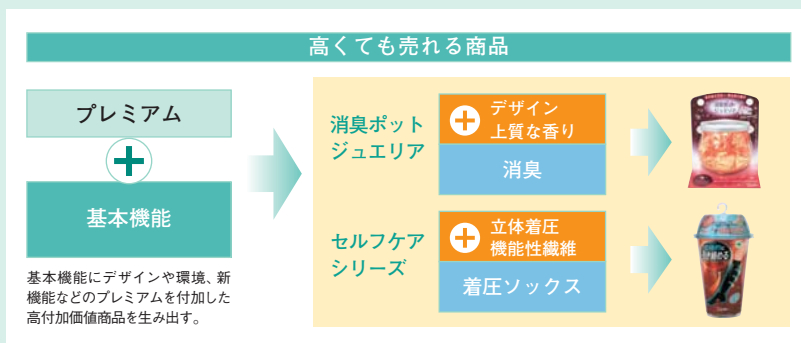 高くても売れる商品
プレミアム
基本機能
基本機能にデザインや環境、新
機能などのプレミアムを付加した
高付加価値商品を生み出す。
消臭ポット
ジュエリア
デザイン
上質な香り
消臭
セルフケア
シリーズ
立体着圧
機能性繊維
着圧ソックス